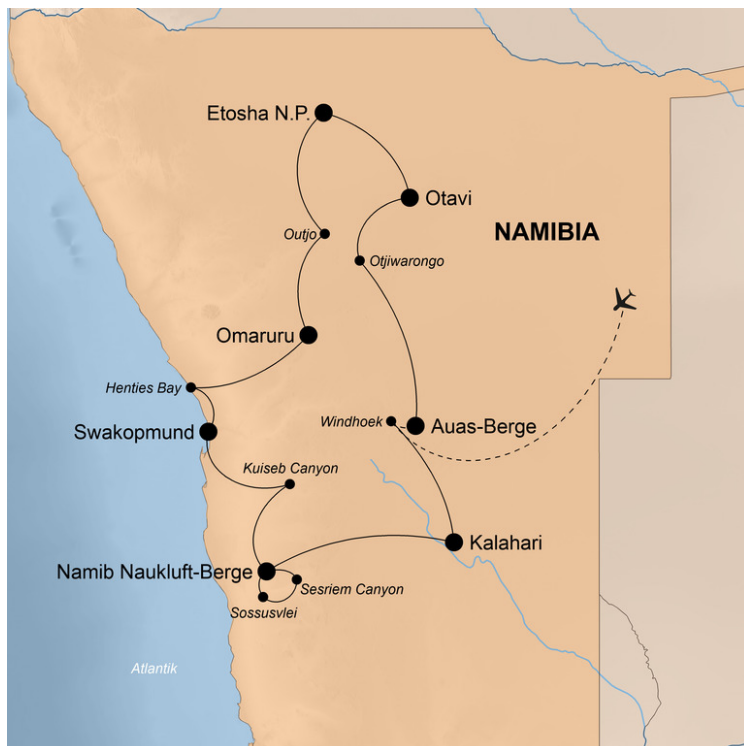 Etosha N.P.
Otavi
NAMIBIA
Outjo
Otjiwarongo
Omaruru
Henties Bay
Windhoek
Auas-Berge
Swakopmund
Kuiseb Canyon
Kalahari
Namib Naukluft-Berge
Sesriem Canyon
Sossusvlei
Atlantik